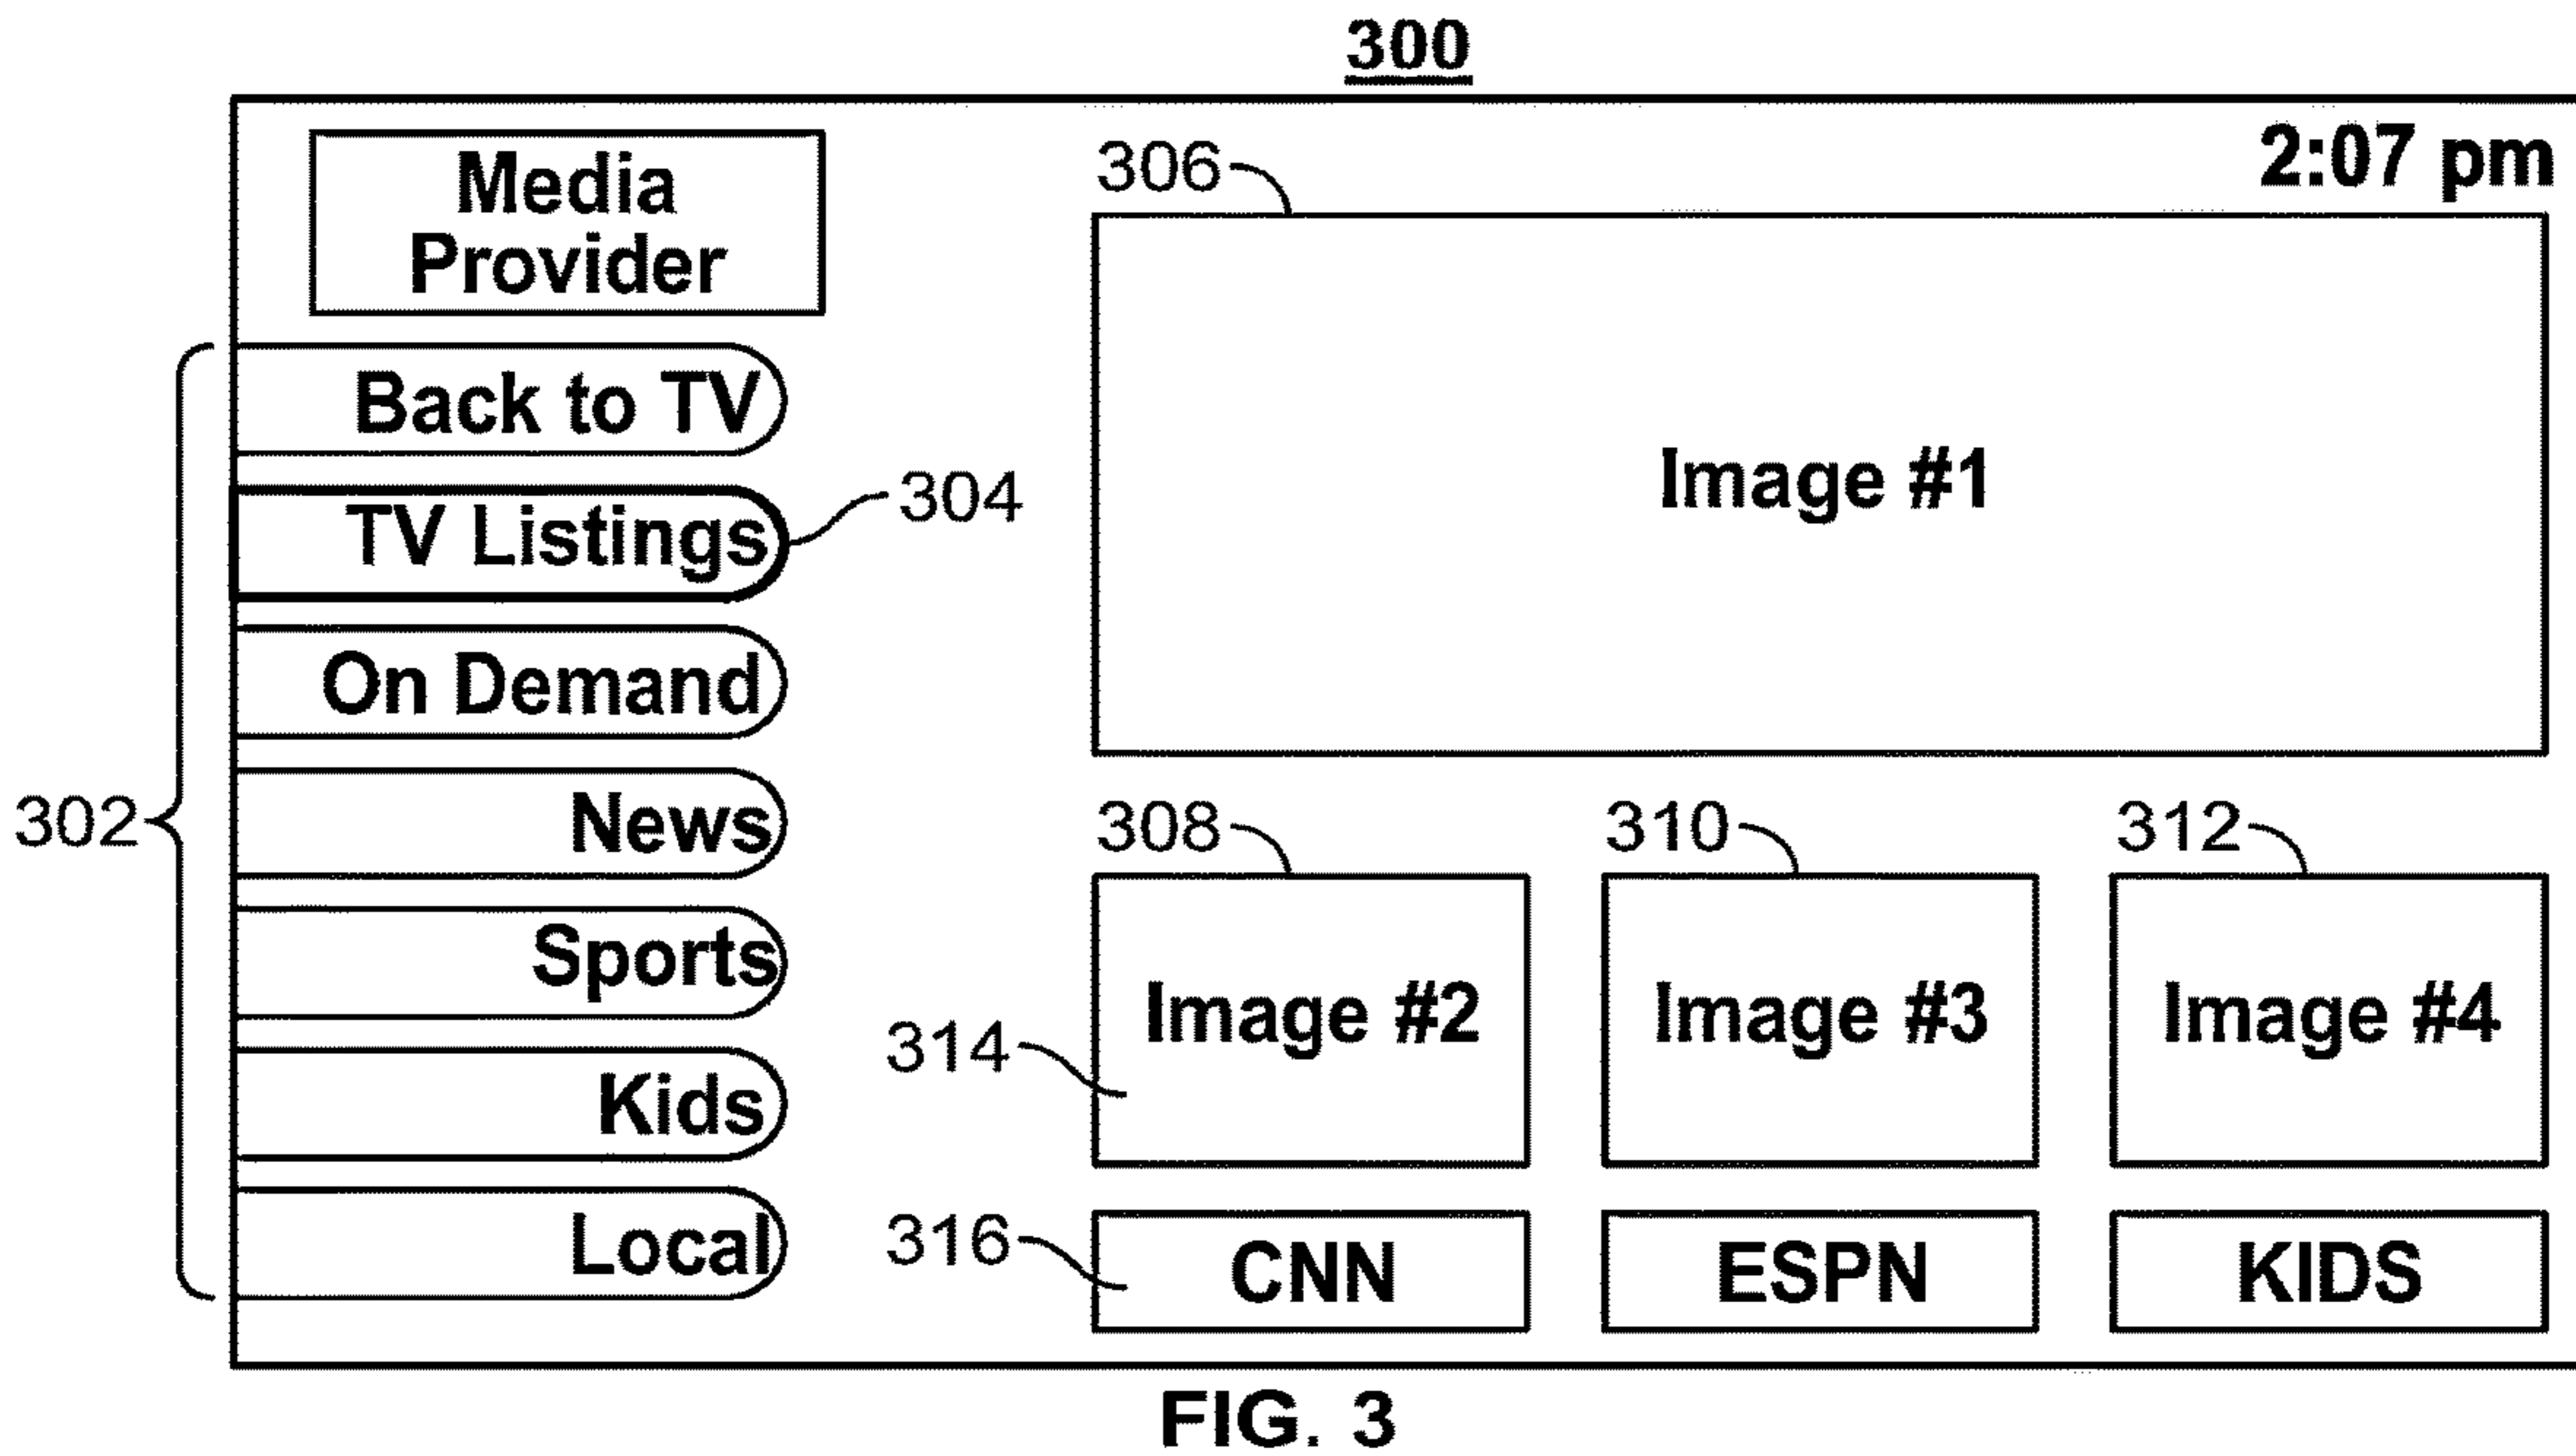 300
2:07 pm
Media
Provider
306
Back to TV
Image #1
TV Listings
304
On Demand
302
News
308
310
312
Sports
Image #2
Image #3
Image #4
314
Kids
Local
316
CNN
ESPN
KIDS
FIG. 3